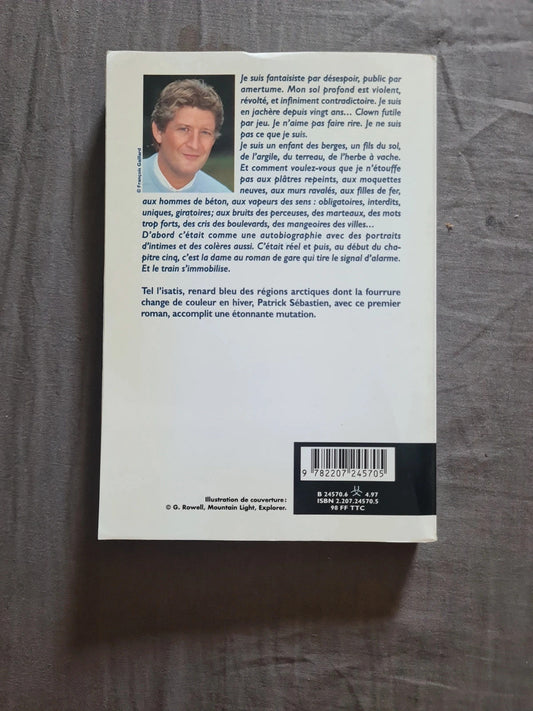 Je suis fantaisiste par désespoir, public par
amertume. Mon sol profond est violent,
révolté, et infiniment contradictoire. Je suis
en jachère depuis vingt ans... Clown futile
par jeu. Je n'aime pas faire rire. Je ne suis
pas ce que je suis.
Je suis un enfant des berges, un fils du sol,
de l'argile, du terreau, de l'herbe à vache.
Et comment voulez-vous que je n'étouffe
pas aux plâtres repeints, aux moquettes
neuves, aux murs ravalés, aux filles de fer,
aux hommes de béton, aux vapeurs des sens : obligatoires, interdits,
uniques, giratoires; aux bruits des perceuses, des marteaux, des mots
trop forts, des cris des boulevards, des mangeoires des villes...
D'abord c'était comme une autobiographie avec des portraits
d'intimes et des colères aussi. C'était réel et puis, au début du cha-
pitre cinq, c'est la dame au roman de gare qui tire le signal d'alarme.
Et le train s'immobilise.
© François Gaillard
Tel l'isatis, renard bleu des régions arctiques dont la fourrure
change de couleur en hiver, Patrick Sébastien, avec ce premier
roman, accomplit une étonnante mutation.
9 782207 245705
B 24570.6 4.97
ISBN 2.207.24570.5
98 FF TTC
Illustration de couverture :
© G. Rowell, Mountain Light, Explorer.